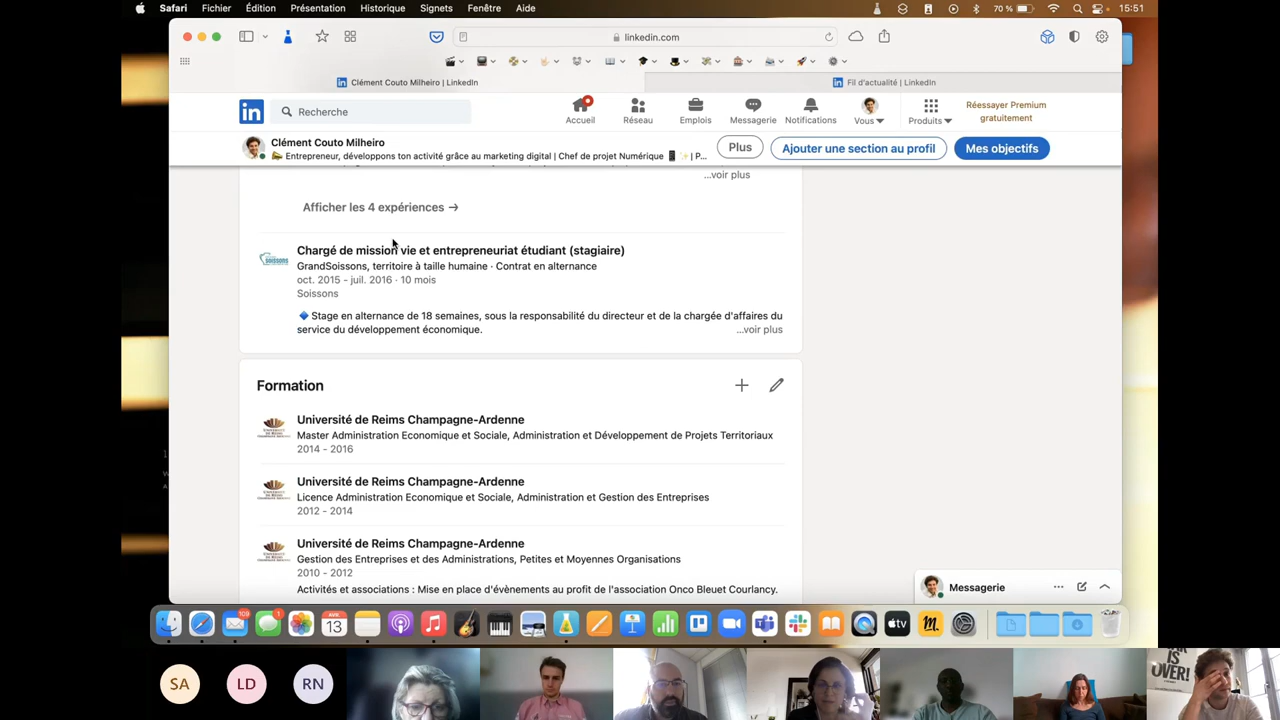 Safari Fichier Édition Présentation Historique Signets Fenêtre Aide 70 % 15:51
linkedin.com
Clément Couto Milheiro | LinkedIn
Fil d'actualité | LinkedIn
in Recherche
Accueil Réseau Emplois Messagerie Notifications Vous Produits
Réessayer Premium
gratuitement
Clément Couto Milheiro
Entrepreneur, développons ton activité grâce au marketing digital | Chef de projet Numérique | P...
Plus
Ajouter une section au profil
Mes objectifs
...voir plus
Afficher les 4 expériences →
Chargé de mission vie et entrepreneuriat étudiant (stagiaire)
GrandSoissons, territoire à taille humaine · Contrat en alternance
oct. 2015 - juil. 2016 · 10 mois
Soissons
Stage en alternance de 18 semaines, sous la responsabilité du directeur et de la chargée d'affaires du
service du développement économique.
...voir plus
Formation
Université de Reims Champagne-Ardenne
Master Administration Economique et Sociale, Administration et Développement de Projets Territoriaux
2014 - 2016
Université de Reims Champagne-Ardenne
Licence Administration Economique et Sociale, Administration et Gestion des Entreprises
2012 - 2014
Université de Reims Champagne-Ardenne
Gestion des Entreprises et des Administrations, Petites et Moyennes Organisations
2010 - 2012
Activités et associations : Mise en place d'évènements au profit de l'association Onco Bleuet Courlancy.
Messagerie
109
1
AVR.
13
tv
SA
LD
RN
IS
OVER!